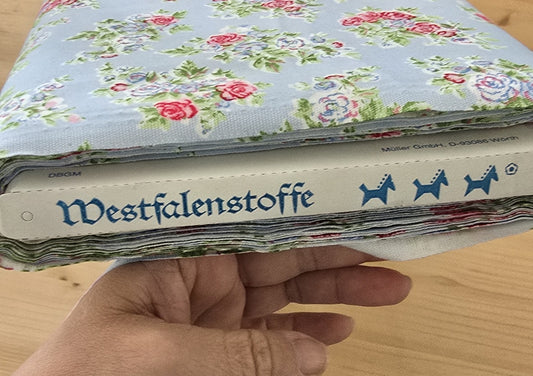 DBGM
Müller GmbH, D-93086 Wörth
Westfalenstoffe